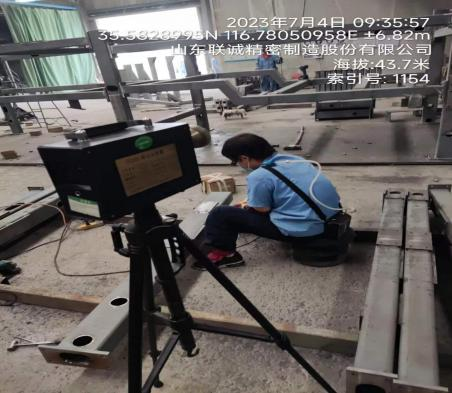 2023年7月4日 09:35:57
35.5828995N 116.78050958E ±6.82m
山东联诚精密制造股份有限公司
海拔:43.7米
索引号: 1154